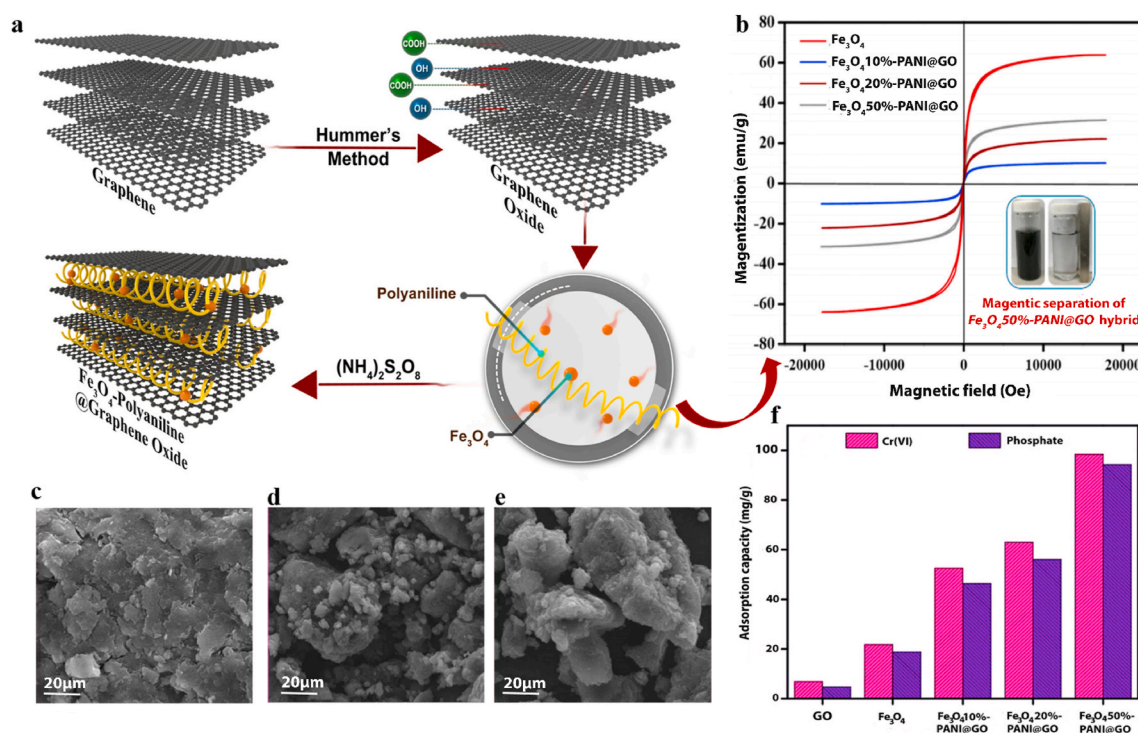 a
COOH
OH
COOH
OH
Hummer's
Method
Graphene
Graphene
Oxide
Polyaniline
Fe₃O₄
(NH₄)₂S₂O₈
Fe₃O₄-Polyaniline
@Graphene Oxide
b
Magentization (emu/g)
80
60
40
20
0
-20
-40
-60
-80
Fe₃O₄
Fe₃O₄10%-PANI@GO
Fe₃O₄20%-PANI@GO
Fe₃O₄50%-PANI@GO
Magentic separation of
Fe₃O₄50%-PANI@GO hybrid
-20000
-10000
0
10000
20000
Magnetic field (Oe)
c
20μm
d
20μm
e
20μm
f
Cr(VI)
Phosphate
Adsorption capacity (mg/g)
100
80
60
40
20
0
GO
Fe₃O₄
Fe₃O₄10%-
PANI@GO
Fe₃O₄20%-
PANI@GO
Fe₃O₄50%-
PANI@GO